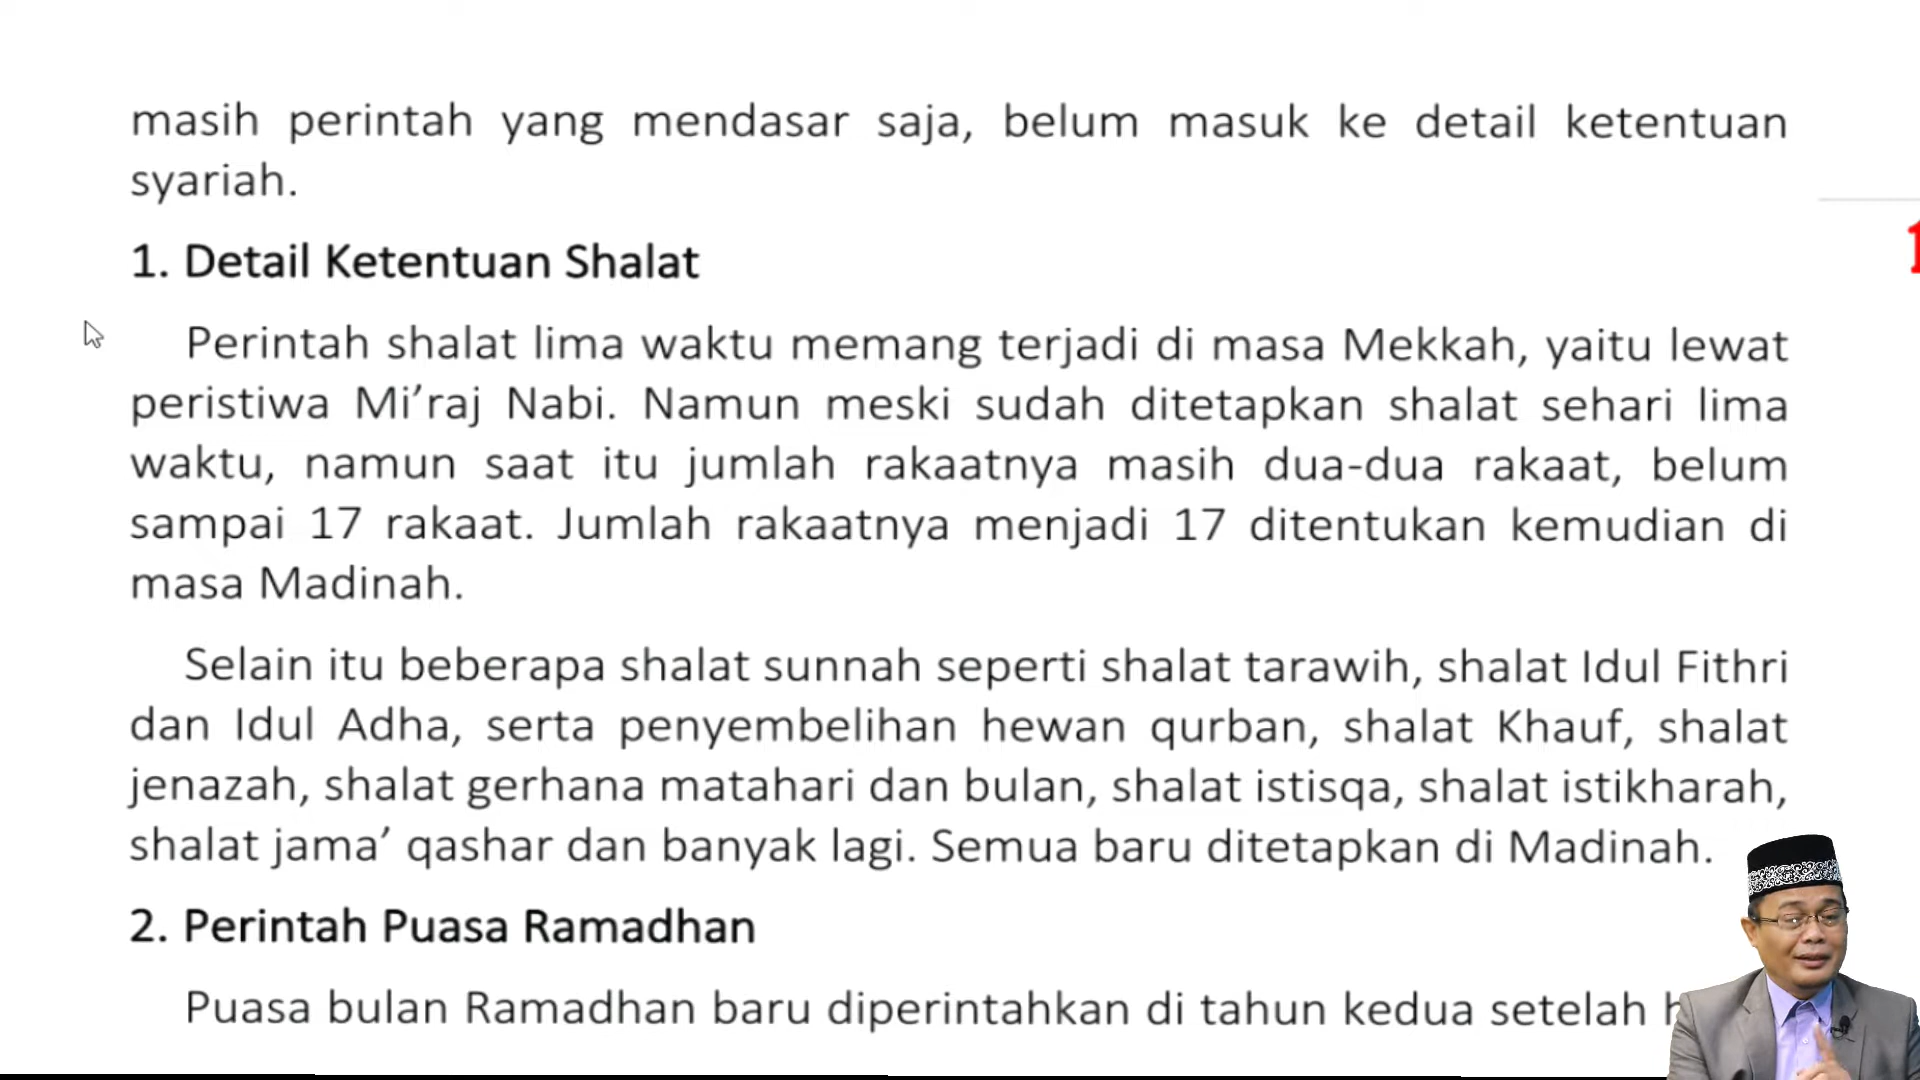 masih perintah yang mendasar saja, belum masuk ke detail ketentuan
syariah.
1. Detail Ketentuan Shalat
Perintah shalat lima waktu memang terjadi di masa Mekkah, yaitu lewat
peristiwa Mi’raj Nabi. Namun meski sudah ditetapkan shalat sehari lima
waktu, namun saat itu jumlah rakaatnya masih dua-dua rakaat, belum
sampai 17 rakaat. Jumlah rakaatnya menjadi 17 ditentukan kemudian di
masa Madinah.
Selain itu beberapa shalat sunnah seperti shalat tarawih, shalat Idul Fithri
dan Idul Adha, serta penyembelihan hewan qurban, shalat Khauf, shalat
jenazah, shalat gerhana matahari dan bulan, shalat istisqa, shalat istikharah,
shalat jama’ qashar dan banyak lagi. Semua baru ditetapkan di Madinah.
2. Perintah Puasa Ramadhan
Puasa bulan Ramadhan baru diperintahkan di tahun kedua setelah